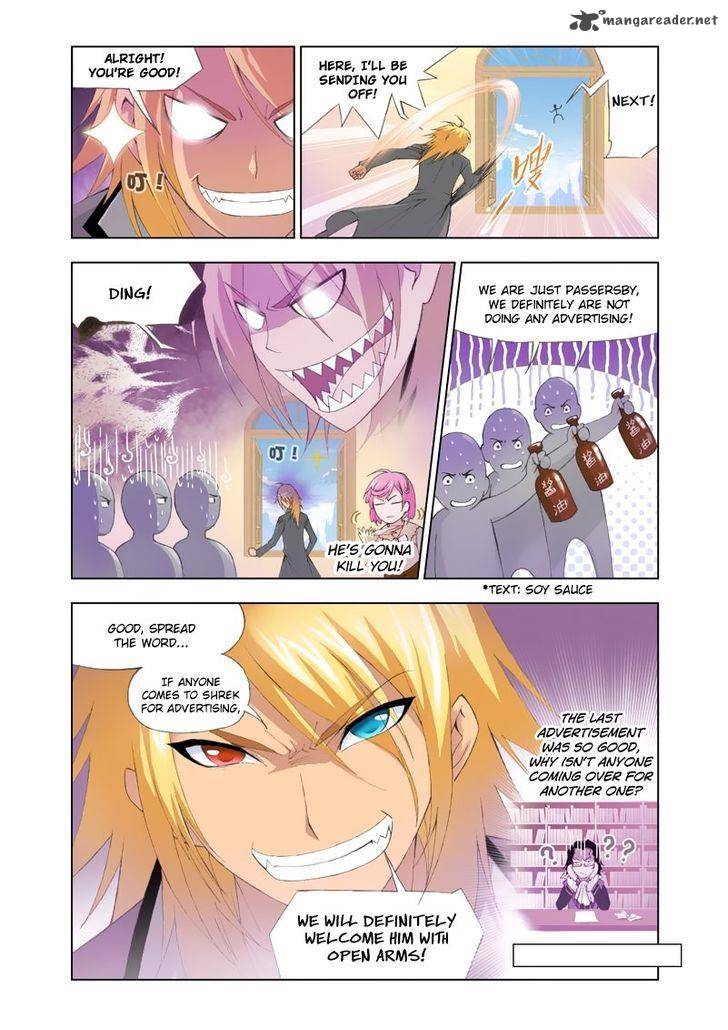 mangareader.net
ALRIGHT!
YOU'RE GOOD!
叮！
HERE, I'LL BE
SENDING YOU
OFF!
NEXT!
嗖
DING!
叮！
HE'S GONNA
KILL YOU!
WE ARE JUST PASSERSBY,
WE DEFINITELY ARE NOT
DOING ANY ADVERTISING!
酱油
酱油
酱油
*TEXT: SOY SAUCE
GOOD, SPREAD
THE WORD...
IF ANYONE
COMES TO SHREK
FOR ADVERTISING,
THE LAST
ADVERTISEMENT
WAS SO GOOD,
WHY ISN'T ANYONE
COMING OVER FOR
ANOTHER ONE?
? ??
WE WILL DEFINITELY
WELCOME HIM WITH
OPEN ARMS!